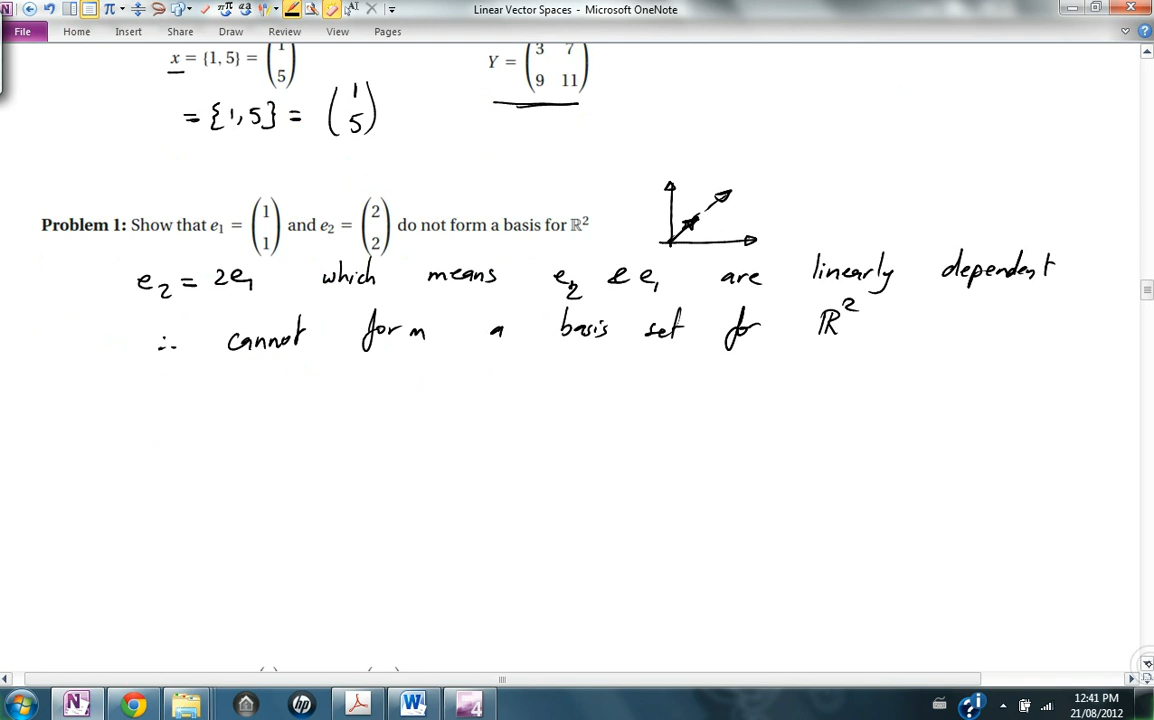 Linear Vector Spaces - Microsoft OneNote
File Home Insert Share Draw Review View Pages
x = {1, 5} = (1 5)
Y = (3 7 9 11)
= {1,5} = (1 5)
Problem 1: Show that e₁ = (1 1) and e₂ = (2 2) do not form a basis for ℝ²
e₂ = 2e₁ which means e₂ & e₁ are linearly dependent
∴ cannot form a basis set for ℝ²
12:41 PM
21/08/2012